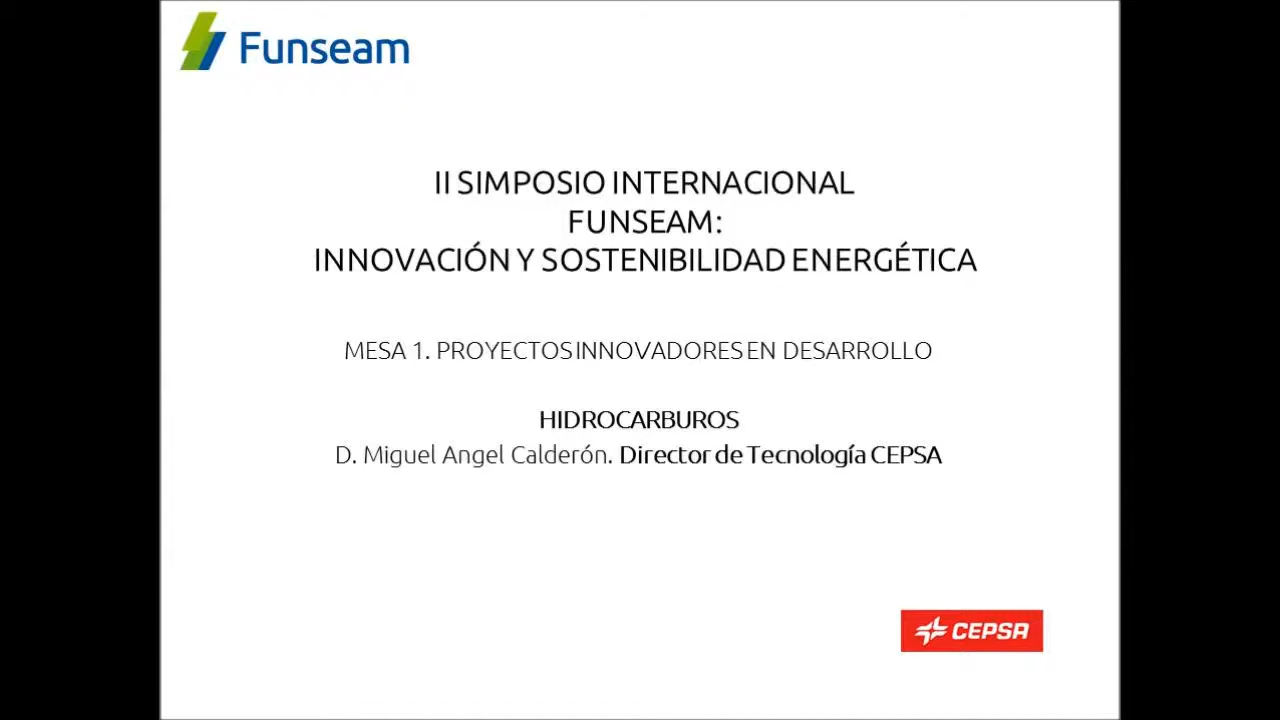 Funseam
II SIMPOSIO INTERNACIONAL
FUNSEAM:
INNOVACIÓN Y SOSTENIBILIDAD ENERGÉTICA
MESA 1. PROYECTOS INNOVADORES EN DESARROLLO
HIDROCARBUROS
D. Miguel Angel Calderón. Director de Tecnología CEPSA
CEPSA